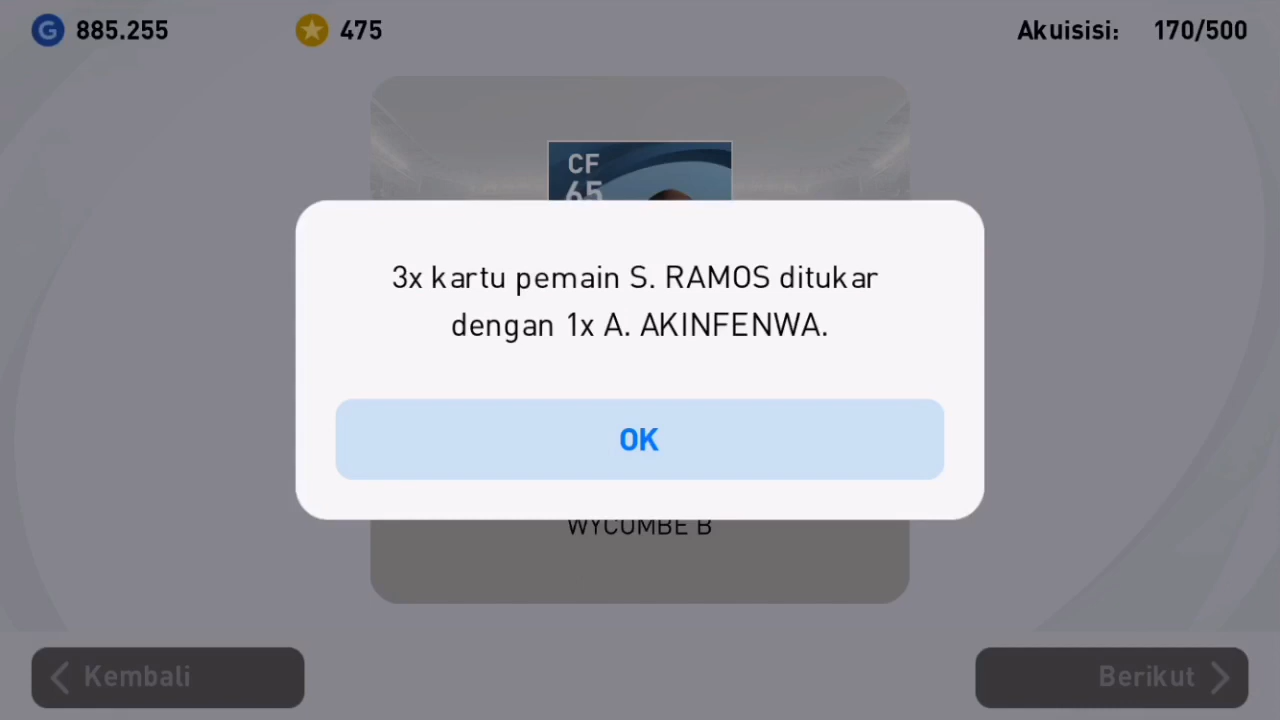 G 885.255
475
Akuisisi: 170/500
CF
65
3x kartu pemain S. RAMOS ditukar
dengan 1x A. AKINFENWA.
OK
WYCOMBE B
Kembali
Berikut